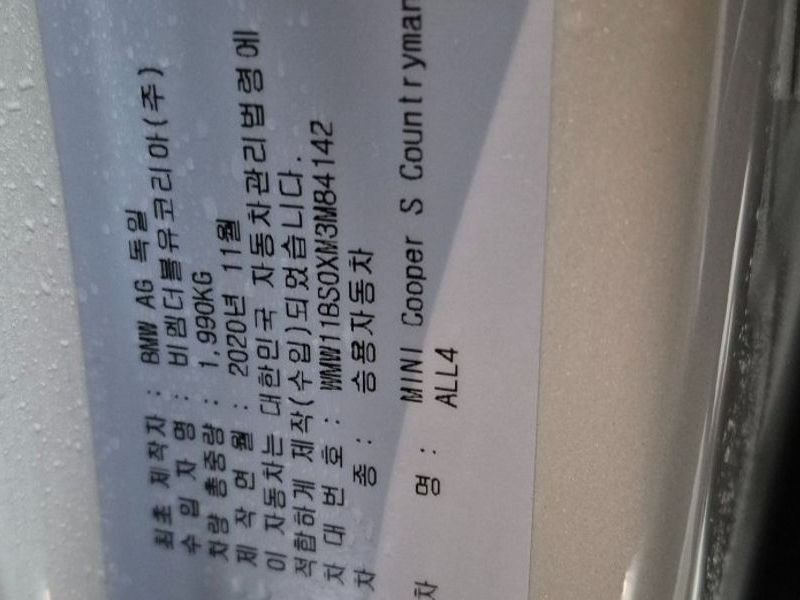 최초 제작자 : BMW AG 독일
수 입 자 명 : 비엠더블유코리아(주)
차량 총중량 : 1,990KG
제 작 연 월 : 2020년 11월
이 자동차는 대한민국 자동차관리법령에
적합하게 제작(수입)되었습니다.
차 대 번 호 : WMW11BS0XM3M84142
차 종 : 승용자동차
차 명 : MINI Cooper S Countryman
ALL4